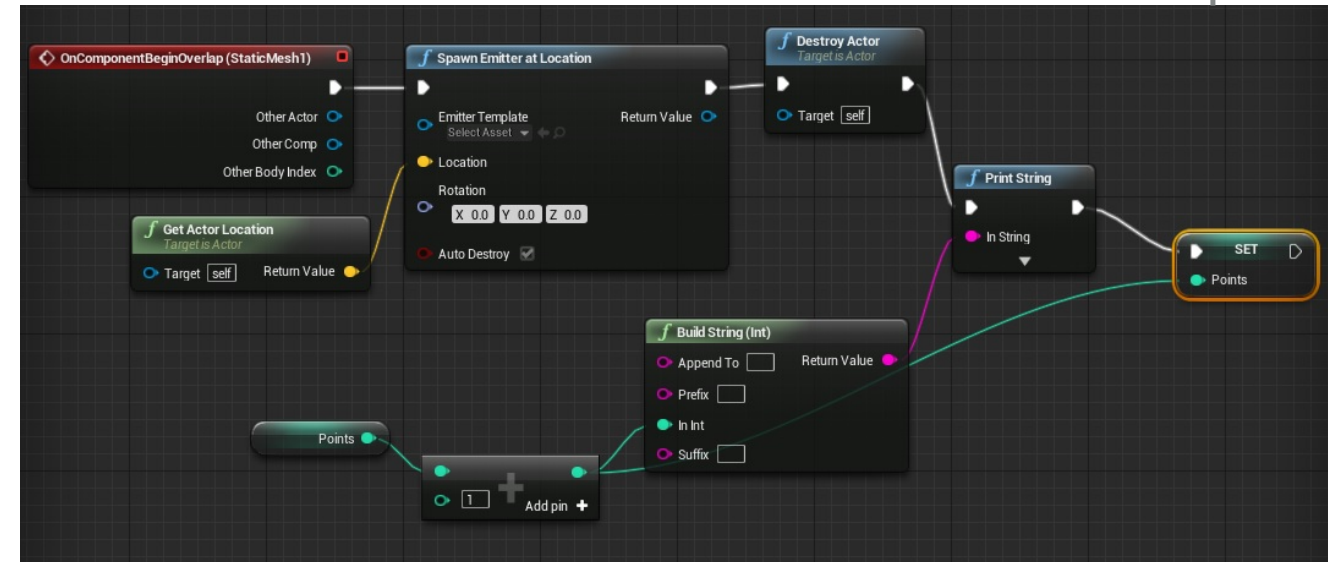 OnComponentBeginOverlap (StaticMesh1)
Other Actor
Other Comp
Other Body Index
f Get Actor Location
Target is Actor
Target self Return Value
f Spawn Emitter at Location
Emitter Template Return Value
Select Asset
Location
Rotation
X 0.0 Y 0.0 Z 0.0
Auto Destroy
f Destroy Actor
Target is Actor
Target self
f Print String
In String
SET
Points
f Build String (Int)
Append To Return Value
Prefix
In Int
Suffix
Points
1 Add pin +